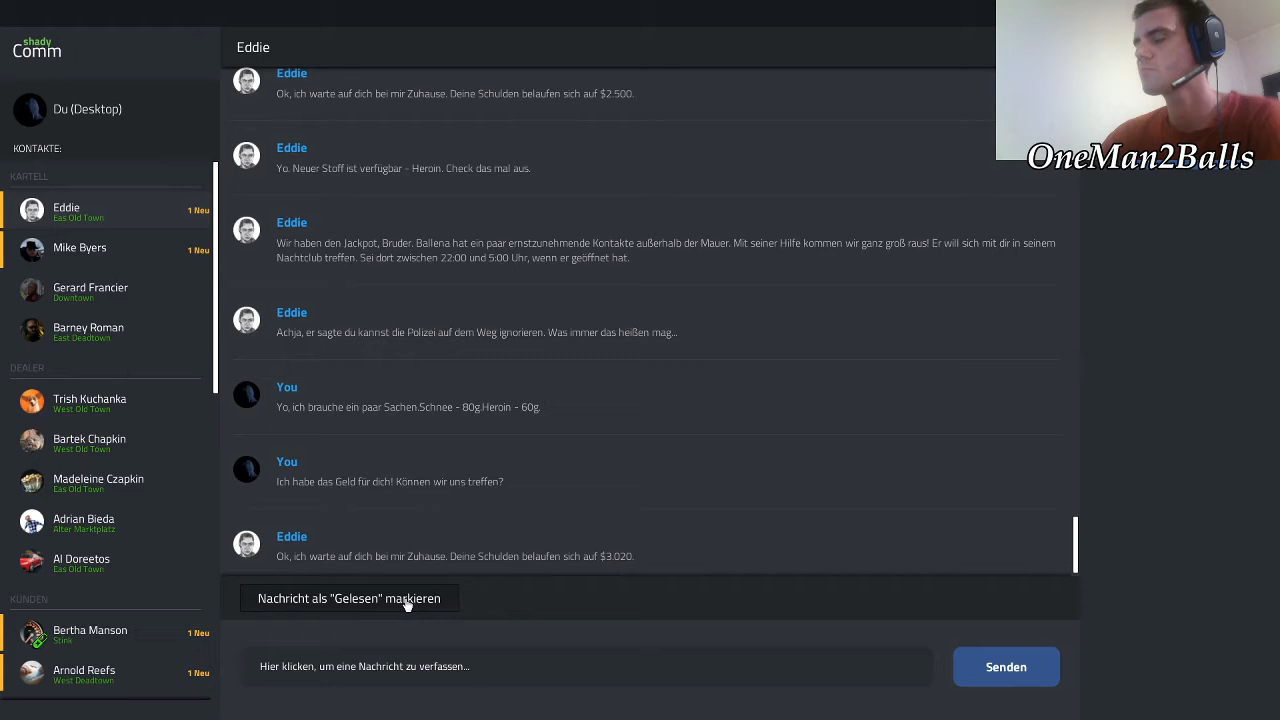 shady
Comm
Du (Desktop)
KONTAKTE:
KARTELL
Eddie
Eas Old Town
1 Neu
Mike Byers
1 Neu
Gerard Francier
Downtown
Barney Roman
East Deadtown
DEALER
Trish Kuchanka
West Old Town
Bartek Chapkin
West Old Town
Madeleine Czapkin
Eas Old Town
Adrian Bieda
Alter Marktplatz
Al Doreetos
Eas Old Town
KUNDEN
Bertha Manson
Stink
1 Neu
Arnold Reefs
West Deadtown
1 Neu
Eddie
Eddie
Ok, ich warte auf dich bei mir Zuhause. Deine Schulden belaufen sich auf $2.500.
Eddie
Yo. Neuer Stoff ist verfügbar - Heroin. Check das mal aus.
Eddie
Wir haben den Jackpot, Bruder. Ballena hat ein paar ernstzunehmende Kontakte außerhalb der Mauer. Mit seiner Hilfe kommen wir ganz groß raus! Er will sich mit dir in seinem
Nachtclub treffen. Sei dort zwischen 22:00 und 5:00 Uhr, wenn er geöffnet hat.
Eddie
Achja, er sagte du kannst die Polizei auf dem Weg ignorieren. Was immer das heißen mag...
You
Yo, ich brauche ein paar Sachen.Schnee - 80g.Heroin - 60g.
You
Ich habe das Geld für dich! Können wir uns treffen?
Eddie
Ok, ich warte auf dich bei mir Zuhause. Deine Schulden belaufen sich auf $3.020.
Nachricht als "Gelesen" markieren
Hier klicken, um eine Nachricht zu verfassen...
Senden
OneMan2Balls